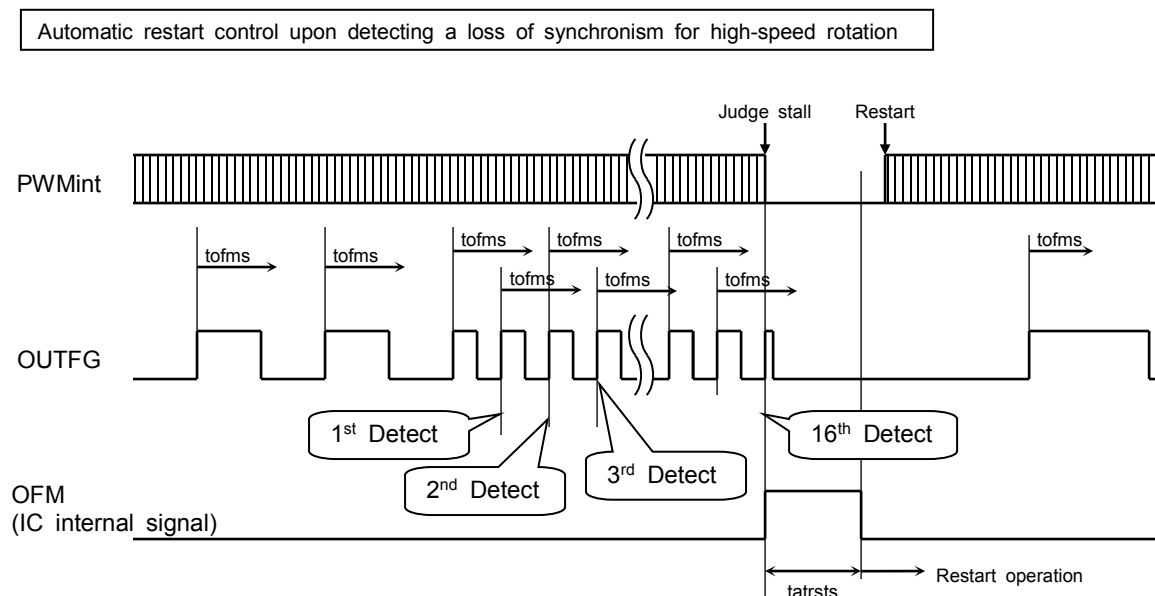 Automatic restart control upon detecting a loss of synchronism for high-speed rotation
Judge stall
Restart
PWMint
tofms
tofms
tofms
tofms
tofms
tofms
tofms
tofms
tofms
OUTFG
1st Detect
2nd Detect
3rd Detect
16th Detect
OFM
(IC internal signal)
Restart operation
tatrsts